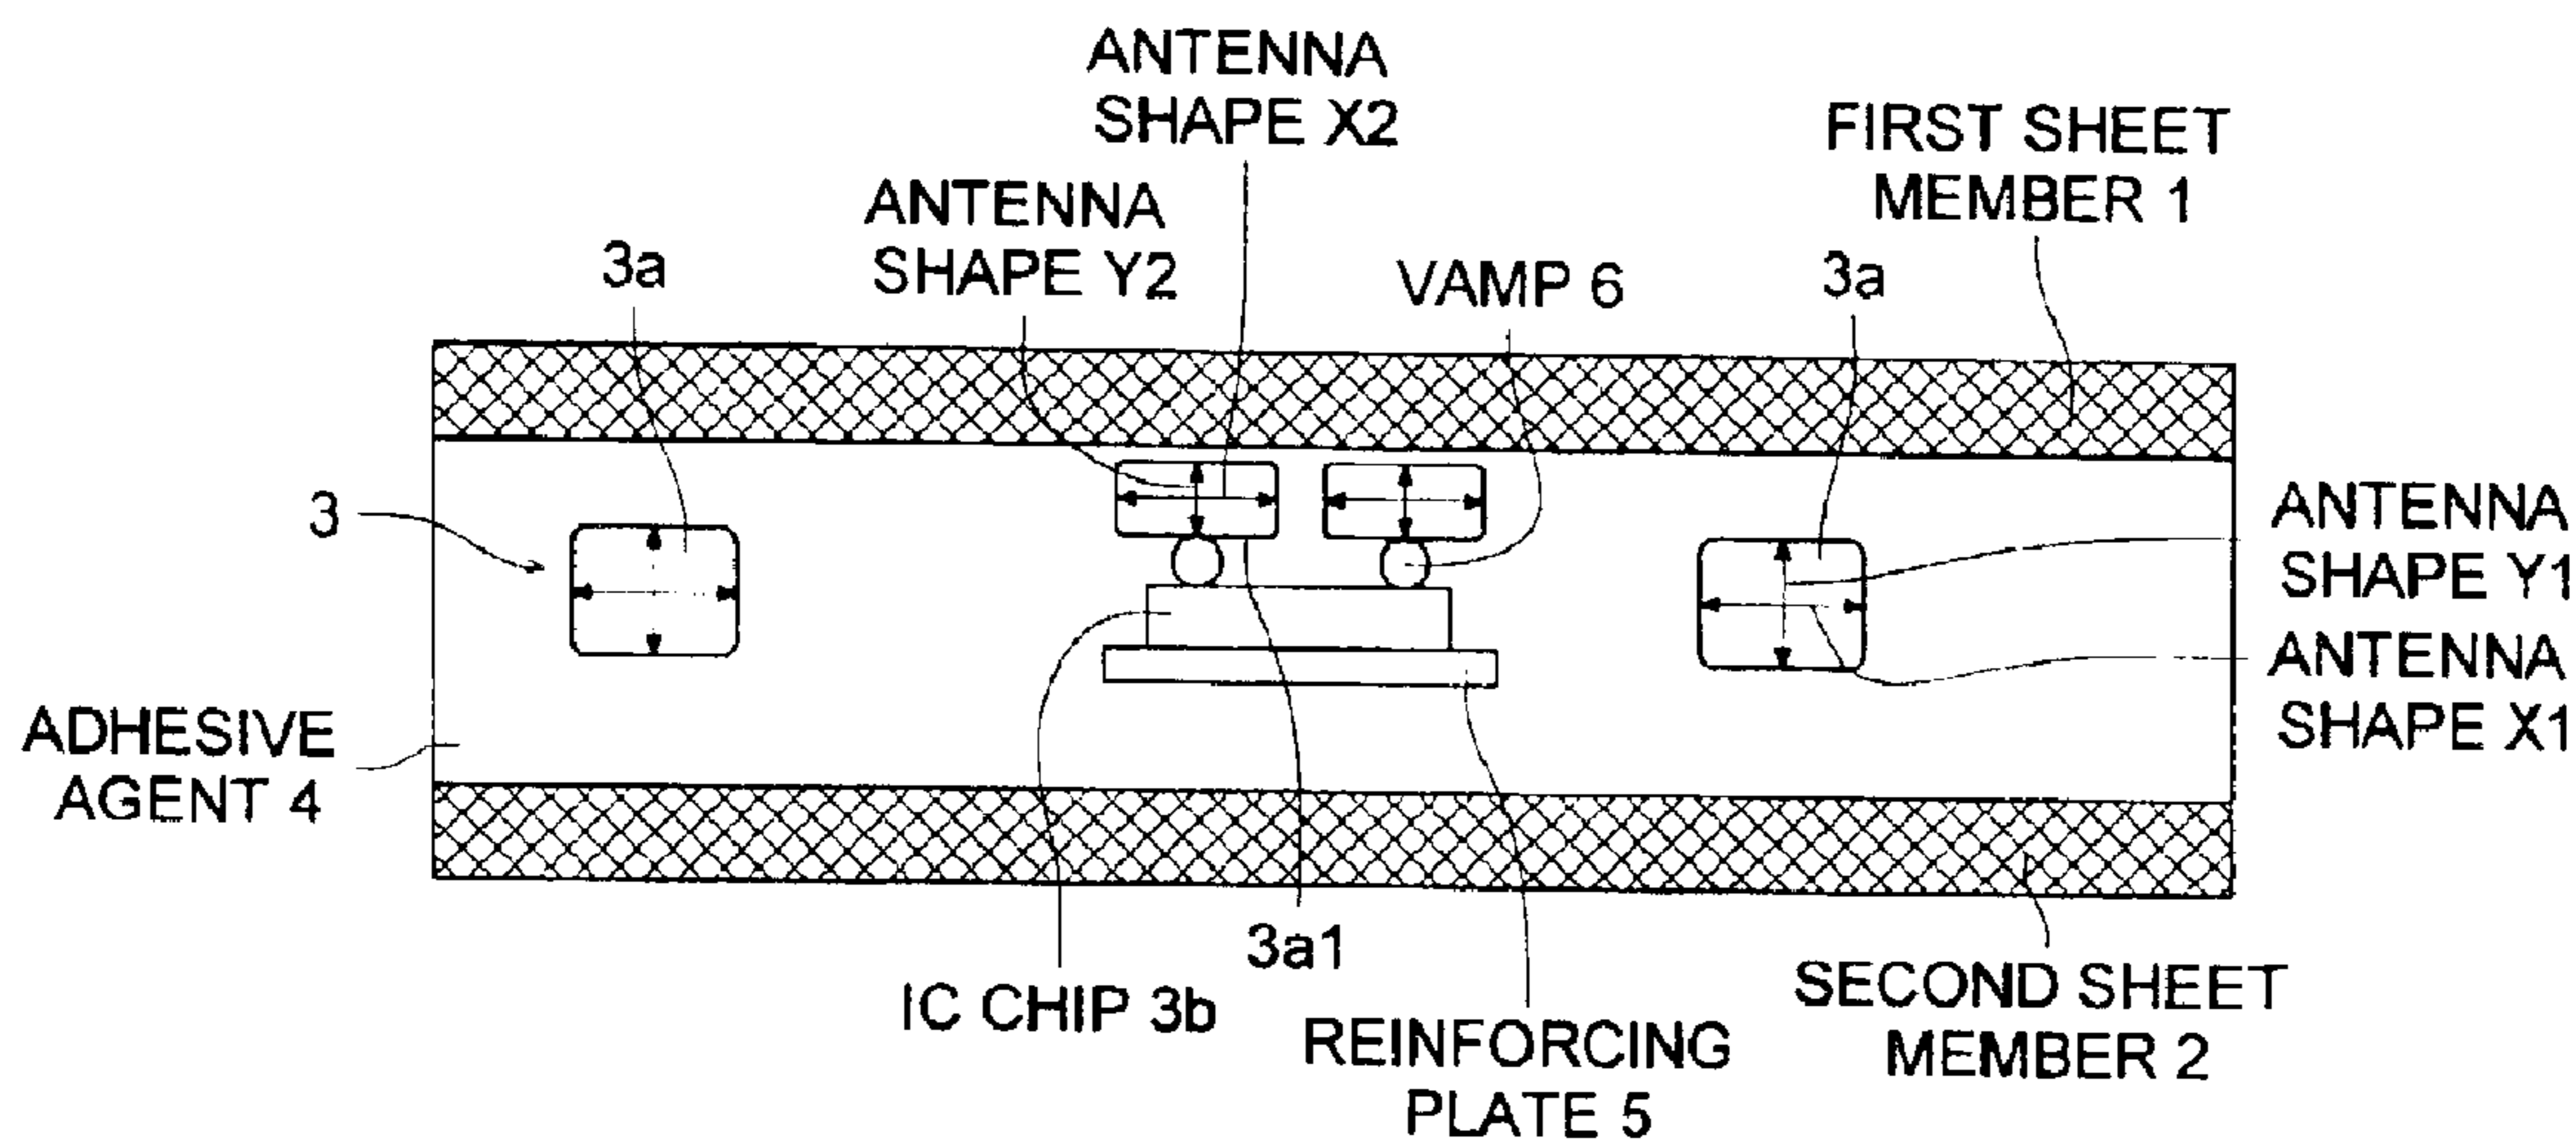 ANTENNA
SHAPE X2
FIRST SHEET
MEMBER 1
ANTENNA
SHAPE Y2
3a
VAMP 6
3a
3
ANTENNA
SHAPE Y1
ANTENNA
SHAPE X1
ADHESIVE
AGENT 4
3a1
IC CHIP 3b
REINFORCING
PLATE 5
SECOND SHEET
MEMBER 2